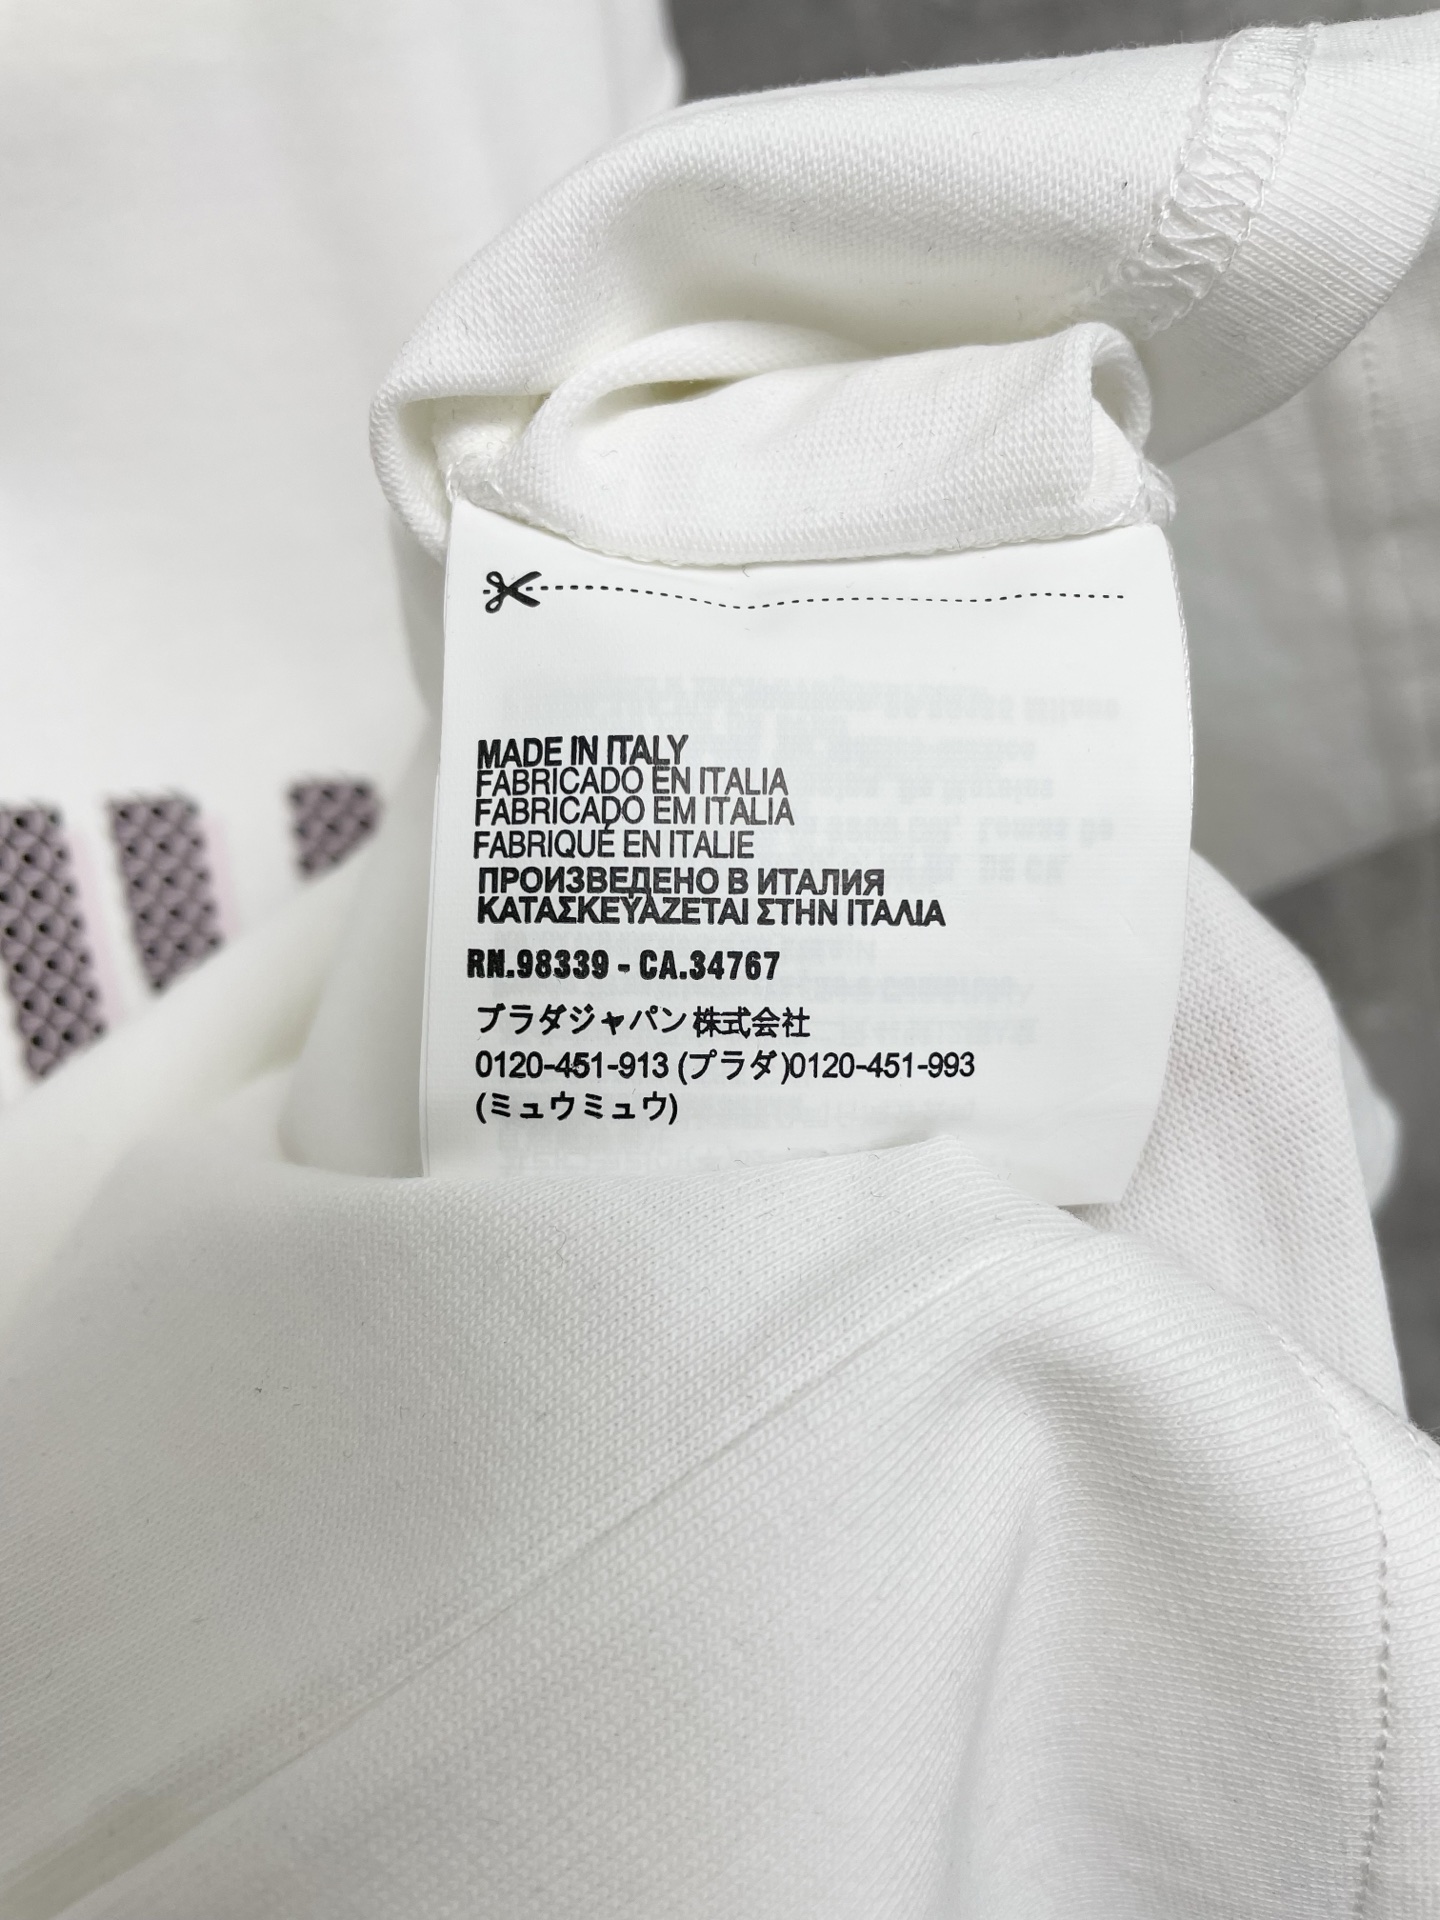 MADE IN ITALY
FABRICADO EN ITALIA
FABRICADO EM ITALIA
FABRIQUÉ EN ITALIE
ПРОИЗВЕДЕНО В ИТАЛИЯ
ΚΑΤΑΣΚΕΥΑΖΕΤΑΙ ΣΤΗΝ ΙΤΑΛΙΑ
RN.98339 - CA.34767
プラダジャパン株式会社
0120-451-913 (プラダ)0120-451-993
(ミュウミュウ)